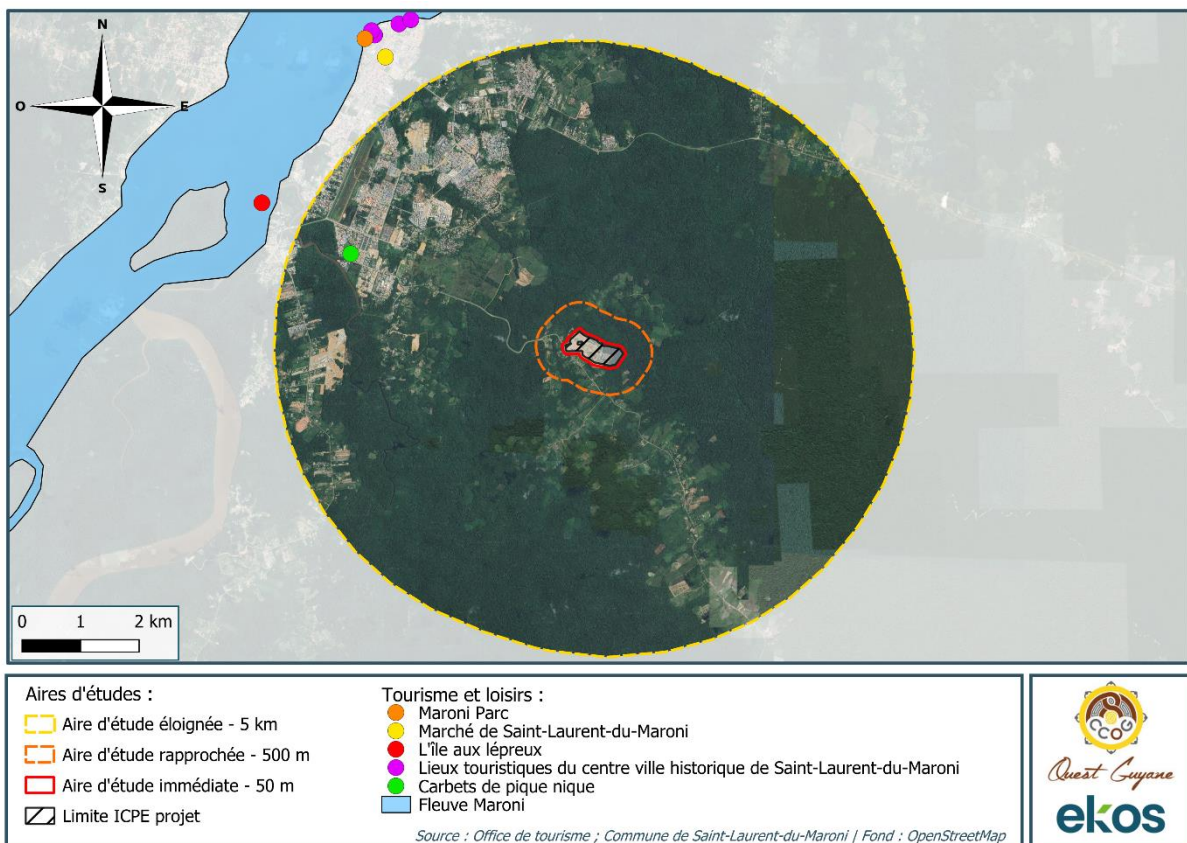 N
O
E
S
0 1 2 km
Aires d'études :
Aire d'étude éloignée - 5 km
Aire d'étude rapprochée - 500 m
Aire d'étude immédiate - 50 m
Limite ICPE projet
Tourisme et loisirs :
Maroni Parc
Marché de Saint-Laurent-du-Maroni
L'île aux lépreux
Lieux touristiques du centre ville historique de Saint-Laurent-du-Maroni
Carbets de pique nique
Fleuve Maroni
Source : Office de tourisme ; Commune de Saint-Laurent-du-Maroni | Fond : OpenStreetMap
CCOG
Ouest Guyane
ekos